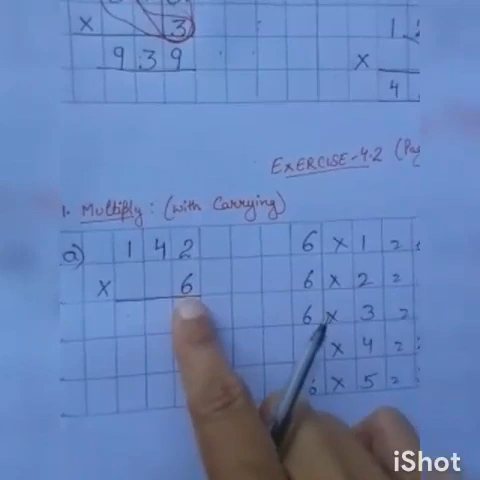 x 3 1
9 3 9 x
4
EXERCISE-4.2
1. Multiply: (with carrying)
a) 1 4 2 6 x 1 =
x 6 6 x 2 =
6 x 3 =
x 4 =
6 x 5 =
iShot